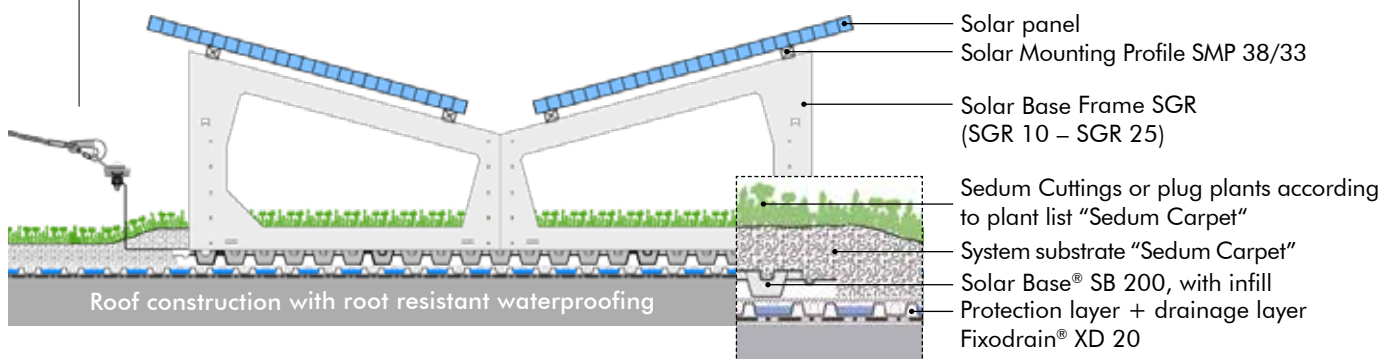 Solar panel
Solar Mounting Profile SMP 38/33
Solar Base Frame SGR
(SGR 10 – SGR 25)
Sedum Cuttings or plug plants according
to plant list “Sedum Carpet“
System substrate “Sedum Carpet”
Solar Base® SB 200, with infill
Protection layer + drainage layer
Fixodrain® XD 20
Roof construction with root resistant waterproofing